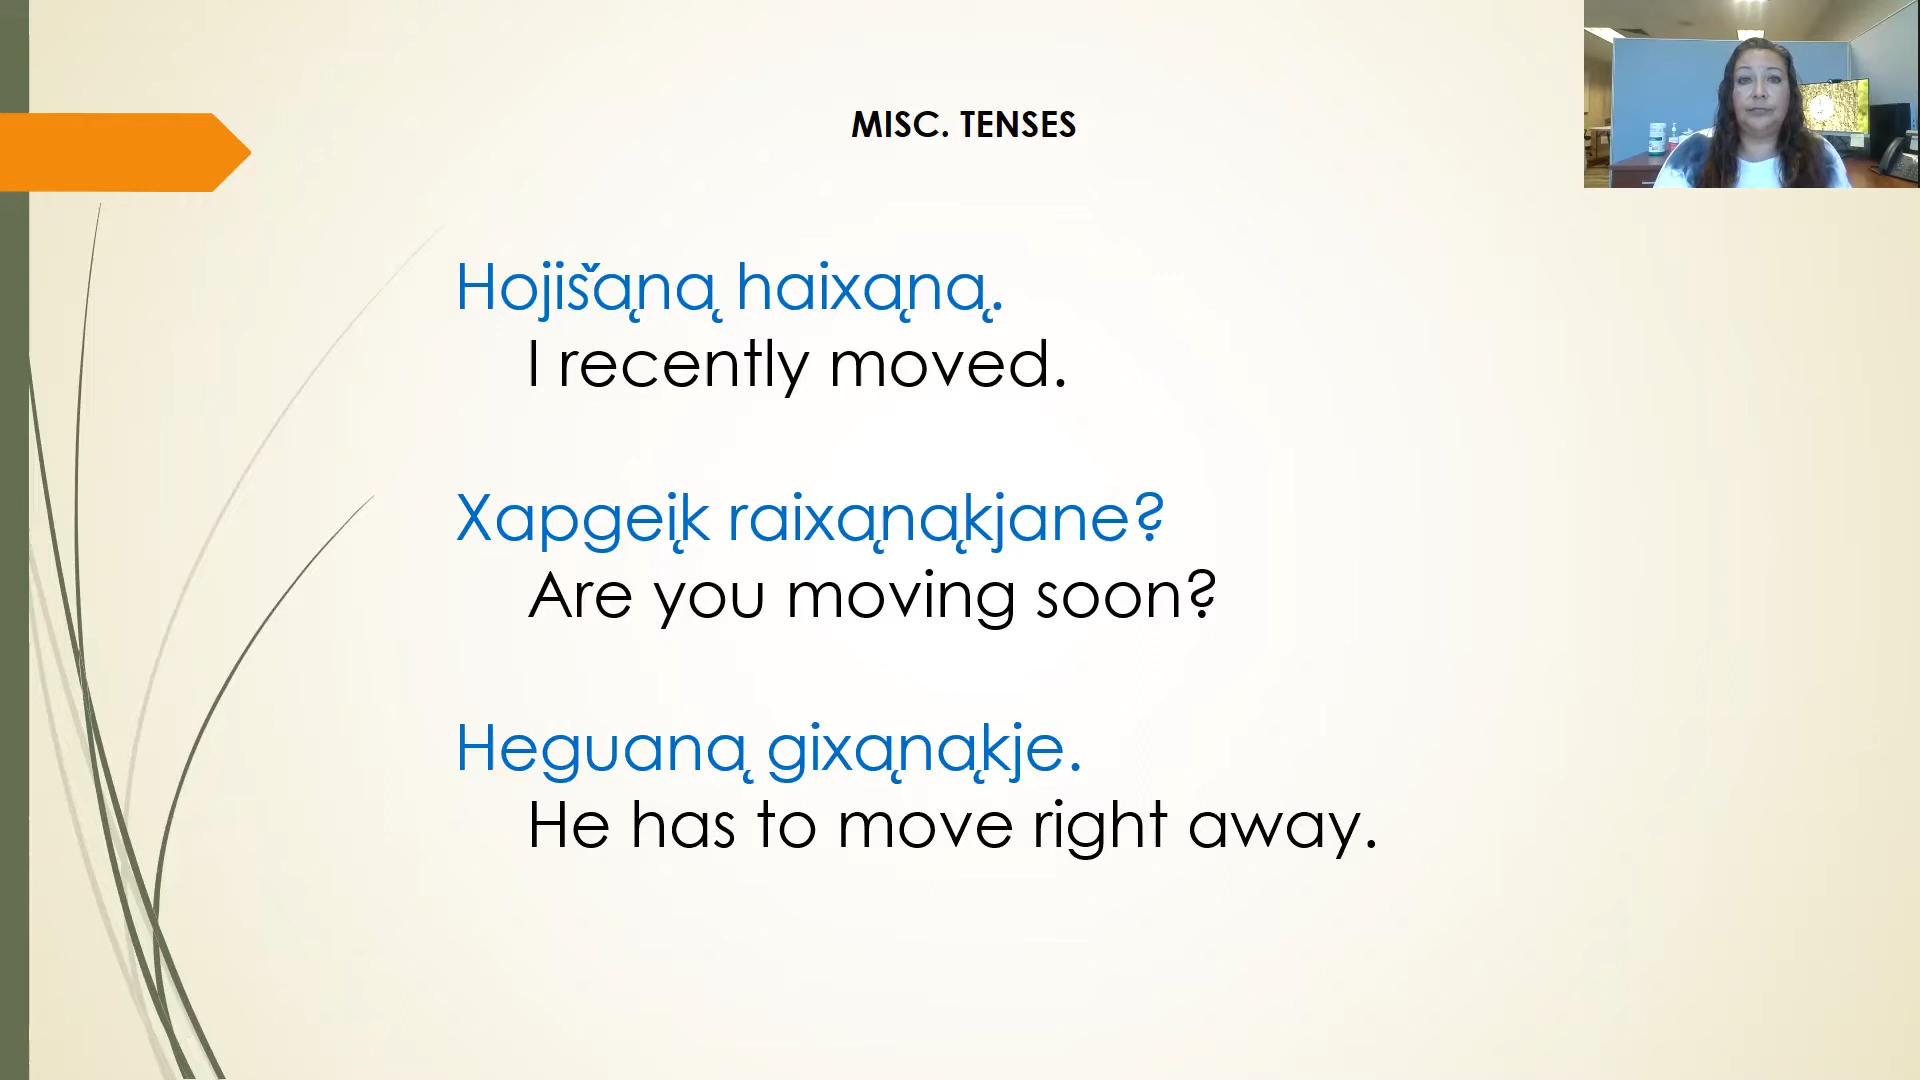 MISC. TENSES
Hojišąną haixąną.
I recently moved.
Xapgeįk raixąnąkjane?
Are you moving soon?
Heguaną gixąnąkje.
He has to move right away.